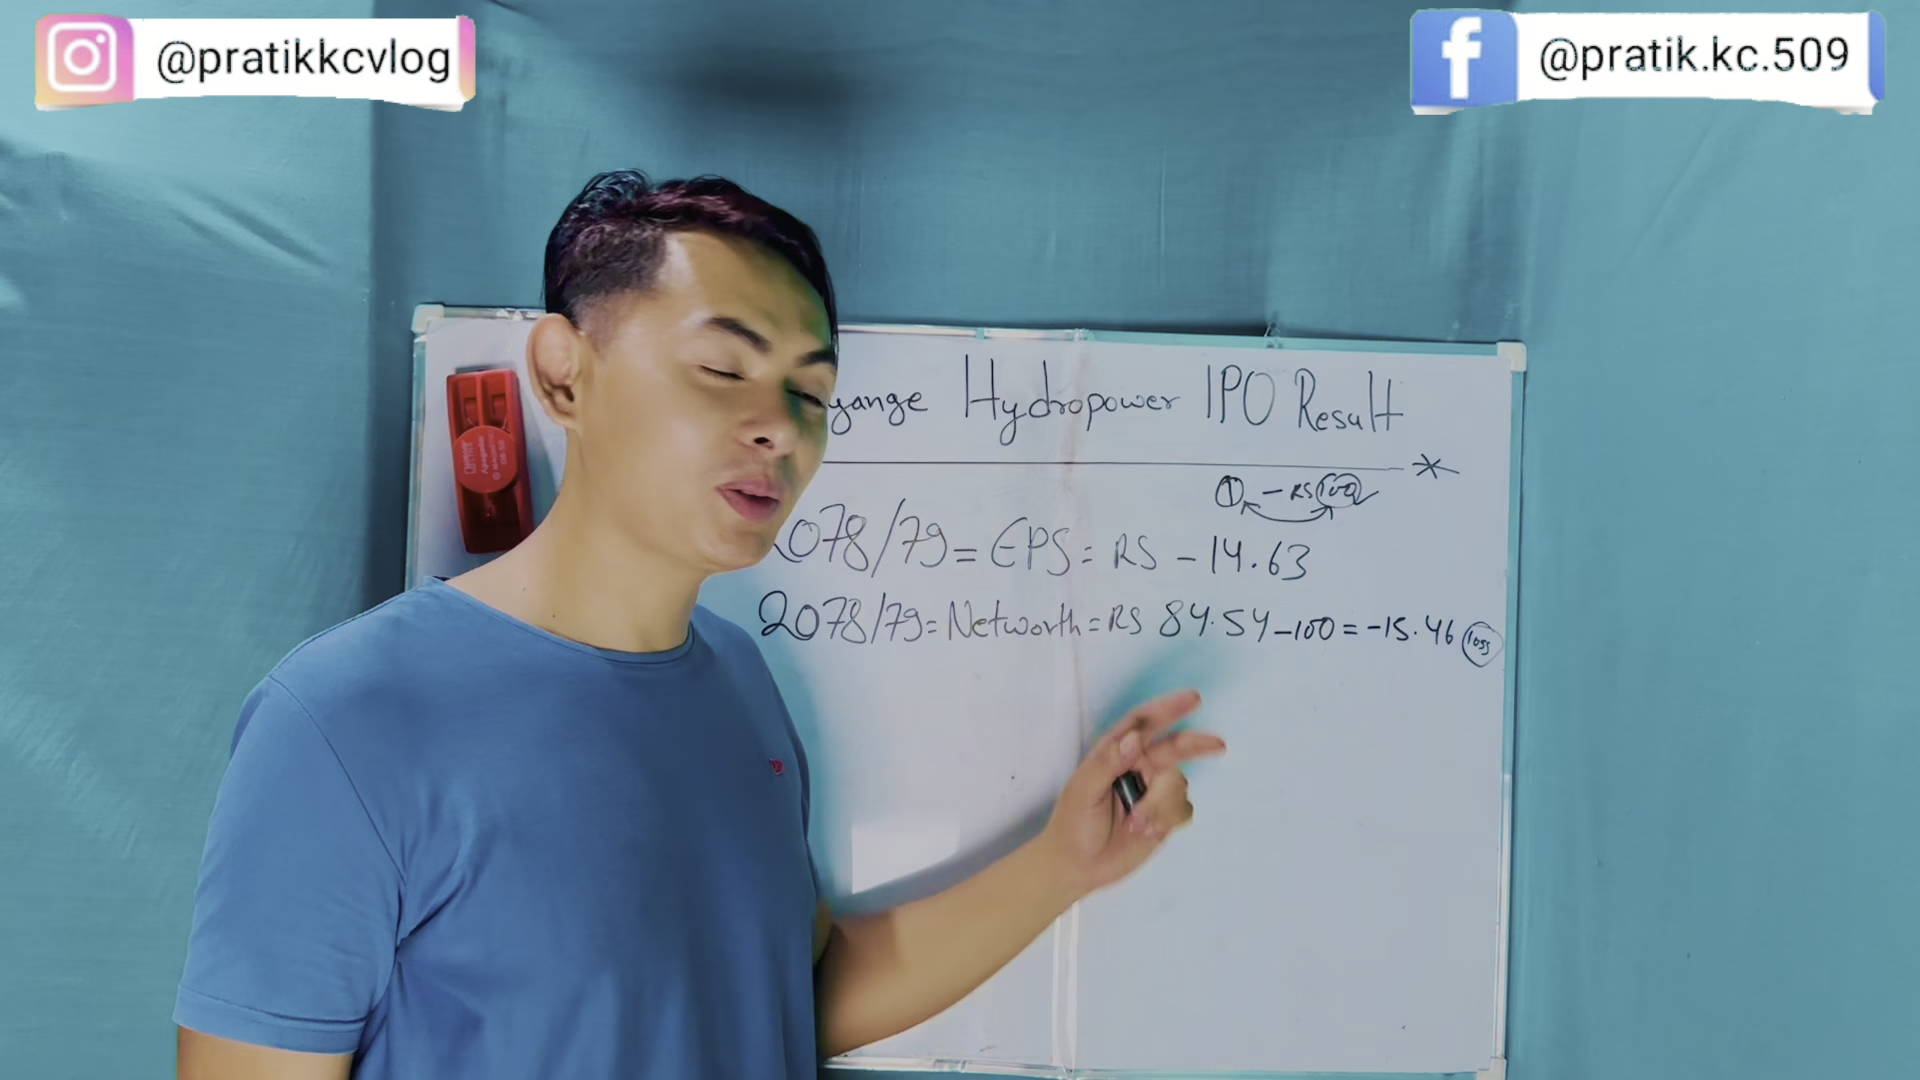 @pratikkcvlog
@pratik.kc.509
yange Hydropower IPO Result
1 - RS 100
2078/79 = EPS = RS - 14.63
2078/79 = Networth = RS 84.54 - 100 = -15.46 loss